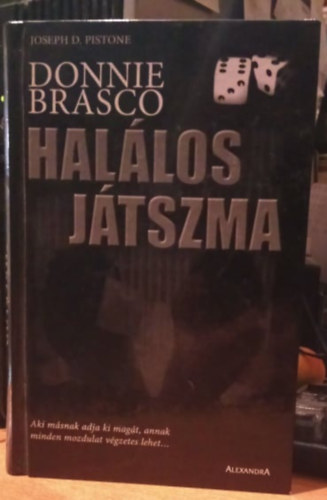 JOSEPH D. PISTONE
DONNIE
BRASCO
HALÁLOS
JÁTSZMA
Aki másnak adja ki magát, annak
minden mozdulat végzetes lehet...
ALEXANDRA